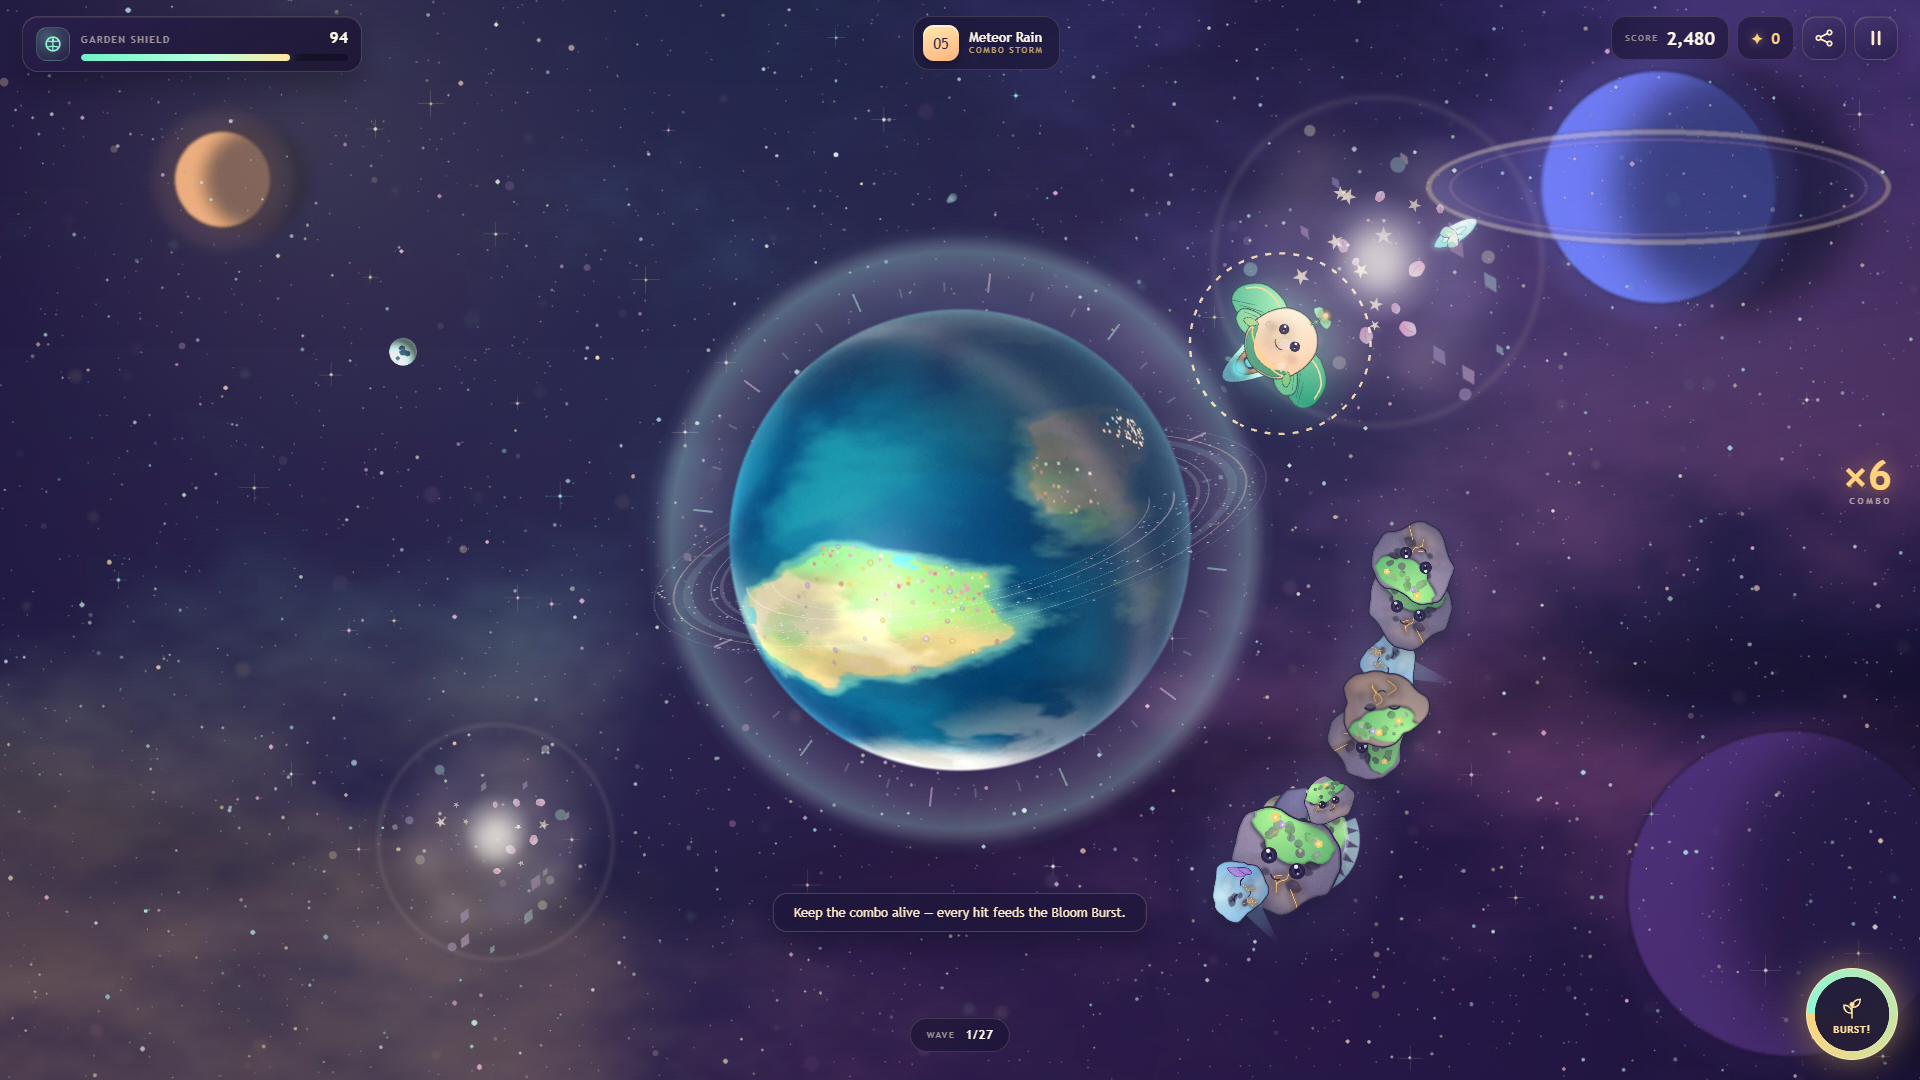 GARDEN SHIELD
94
05
Meteor Rain
COMBO STORM
SCORE 2,480
0
×6
COMBO
Keep the combo alive — every hit feeds the Bloom Burst.
WAVE 1/27
BURST!